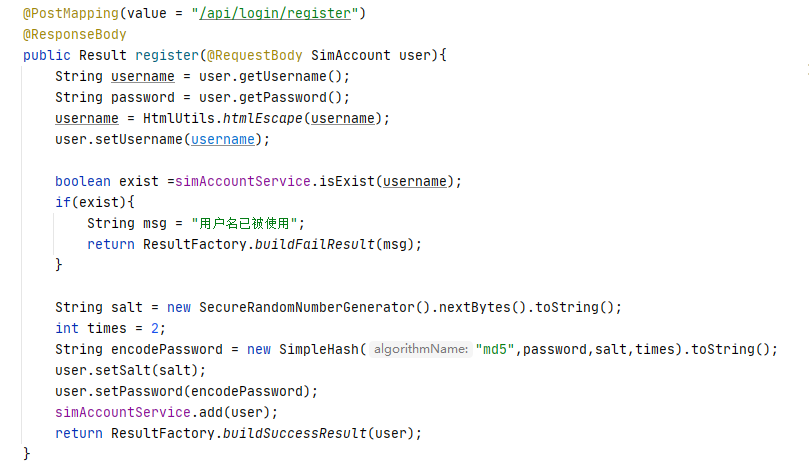 @PostMapping(value = "/api/login/register")
@ResponseBody
public Result register(@RequestBody SimAccount user){
    String username = user.getUsername();
    String password = user.getPassword();
    username = HtmlUtils.htmlEscape(username);
    user.setUsername(username);

    boolean exist =simAccountService.isExist(username);
    if(exist){
        String msg = "用户名已被使用";
        return ResultFactory.buildFailResult(msg);
    }

    String salt = new SecureRandomNumberGenerator().nextBytes().toString();
    int times = 2;
    String encodePassword = new SimpleHash( algorithmName: "md5",password,salt,times).toString();
    user.setSalt(salt);
    user.setPassword(encodePassword);
    simAccountService.add(user);
    return ResultFactory.buildSuccessResult(user);
}